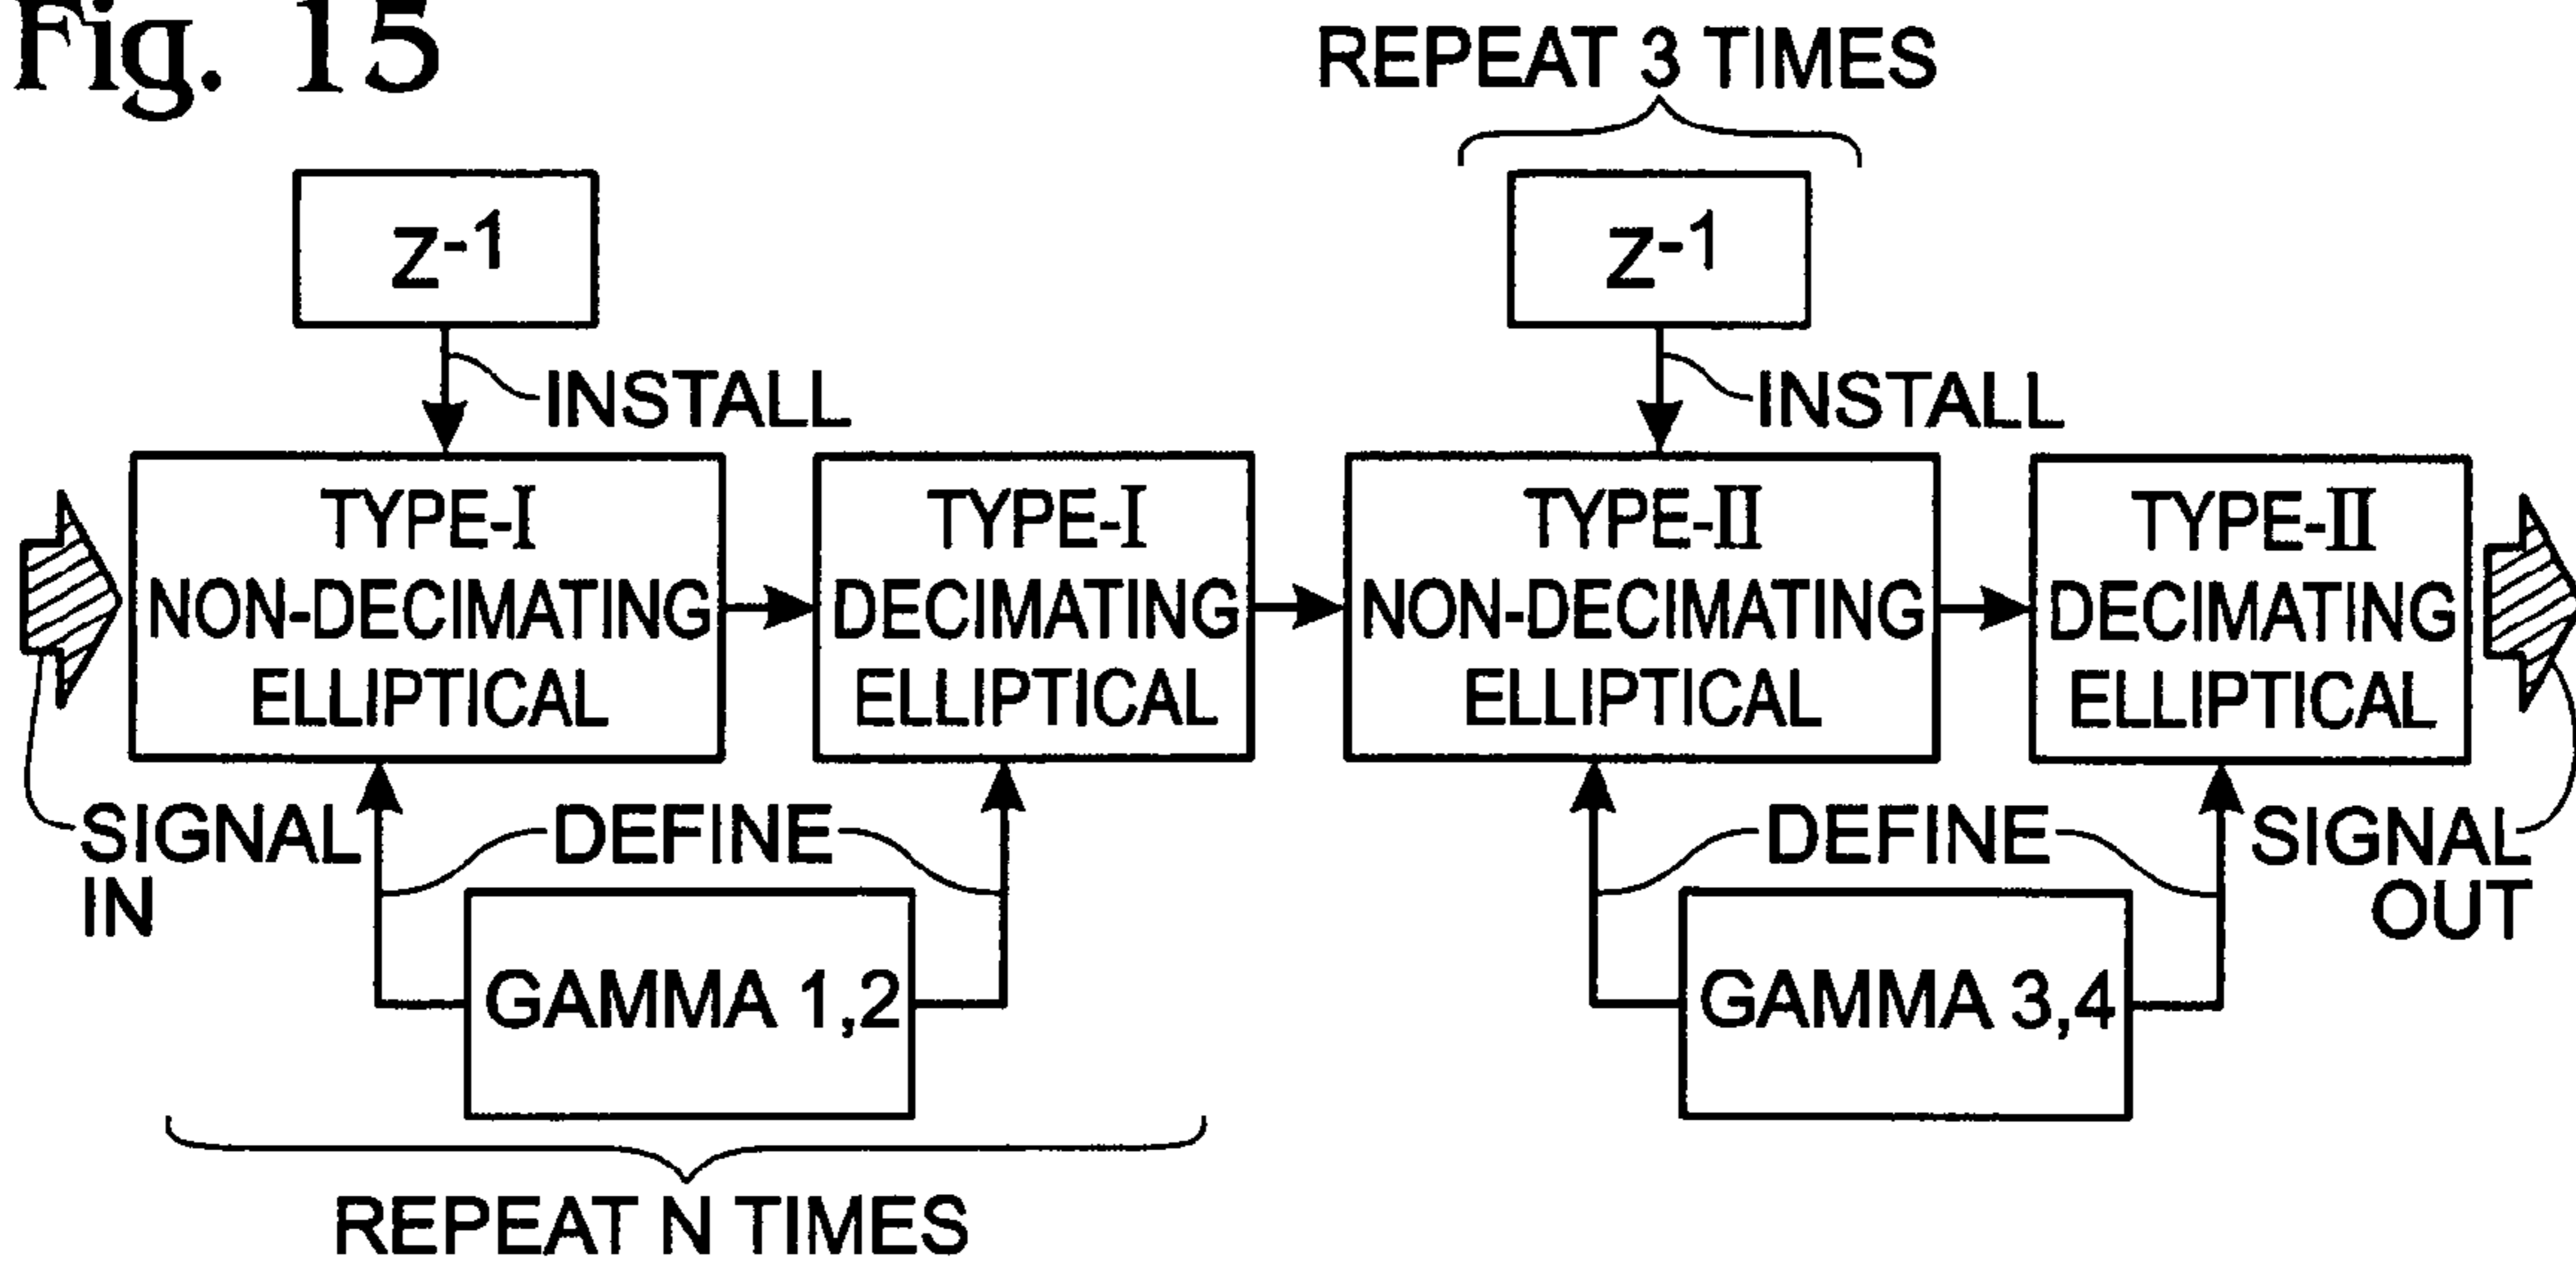 Fig. 15
REPEAT 3 TIMES
z-1
z-1
INSTALL
INSTALL
TYPE-I
NON-DECIMATING
ELLIPTICAL
TYPE-I
DECIMATING
ELLIPTICAL
TYPE-II
NON-DECIMATING
ELLIPTICAL
TYPE-II
DECIMATING
ELLIPTICAL
SIGNAL
IN
DEFINE
DEFINE
SIGNAL
OUT
GAMMA 1,2
GAMMA 3,4
REPEAT N TIMES